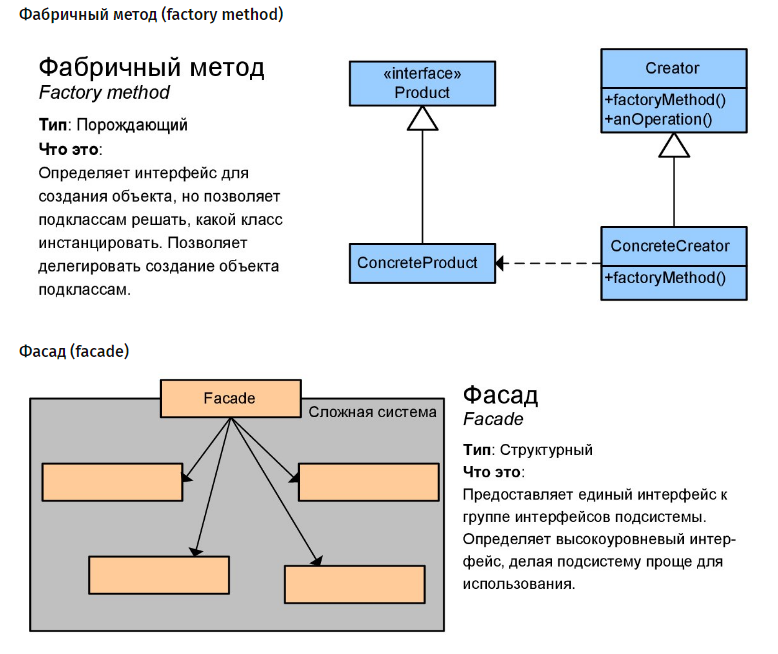 Фабричный метод (factory method)
Фабричный метод
Factory method
Тип: Порождающий
Что это:
Определяет интерфейс для
создания объекта, но позволяет
подклассам решать, какой класс
инстанцировать. Позволяет
делегировать создание объекта
подклассам.
«interface»
Product
Creator
+factoryMethod()
+anOperation()
ConcreteProduct
ConcreteCreator
+factoryMethod()
Фасад (facade)
Facade
Сложная система
Фасад
Facade
Тип: Структурный
Что это:
Предоставляет единый интерфейс к
группе интерфейсов подсистемы.
Определяет высокоуровневый интер-
фейс, делая подсистему проще для
использования.